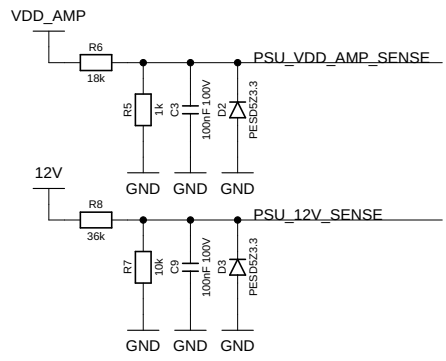 VDD_AMP
R6
18k
PSU_VDD_AMP_SENSE
R5
1k
C3
100nF 100V
D2
PESD5Z3.3
GND
GND
GND
12V
R8
36k
PSU_12V_SENSE
R7
10k
C9
100nF 100V
D3
PESD5Z3.3
GND
GND
GND